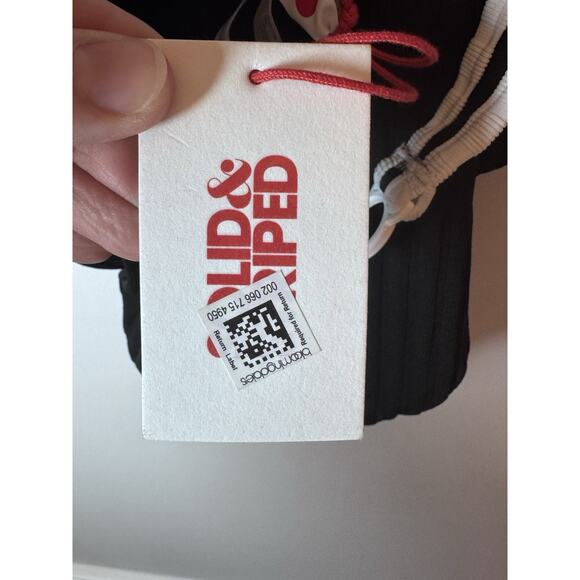 OLID&
RIPED
002 066 715 4950
Required for Return
Return Label
bloomingdales